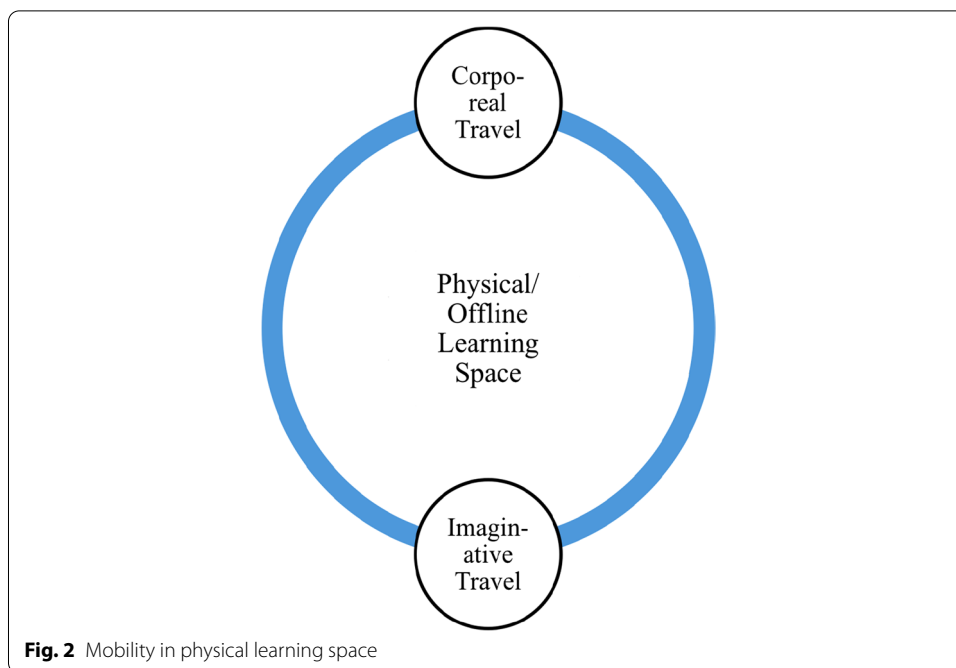 Corpo-
real
Travel
Physical/
Offline
Learning
Space
Imagin-
ative
Travel
Fig. 2 Mobility in physical learning space